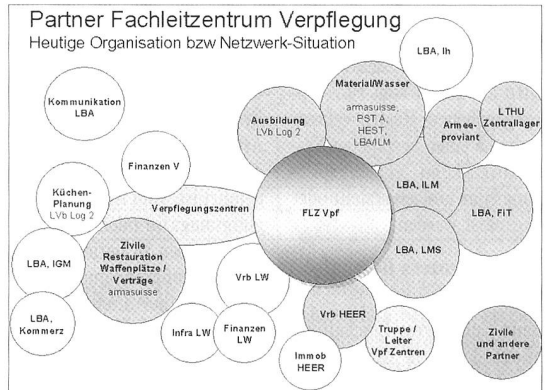 Partner Fachleitzentrum Verpflegung
Heutige Organisation bzw Netzwerk-Situation
LBA, Ih
Kommunikation
LBA
Material/Wasser
armasuisse,
PST A,
HEST,
LBA/ILM
Ausbildung
LVb Log 2
Armee-
proviant
LTHU
Zentrallager
Finanzen V
Küchen-
Planung
LVb Log 2
Verpflegungszentren
FLZ Vpf
LBA, ILM
LBA, FiT
LBA, IGM
Zivile
Restauration
Waffenplätze /
Verträge
armasuisse
Vrb LW
LBA, LMS
LBA,
Kommerz
Infra LW
Finanzen
LW
Vrb HEER
Immob
HEER
Truppe /
Leiter
Vpf Zentren
Zivile
und andere
Partner